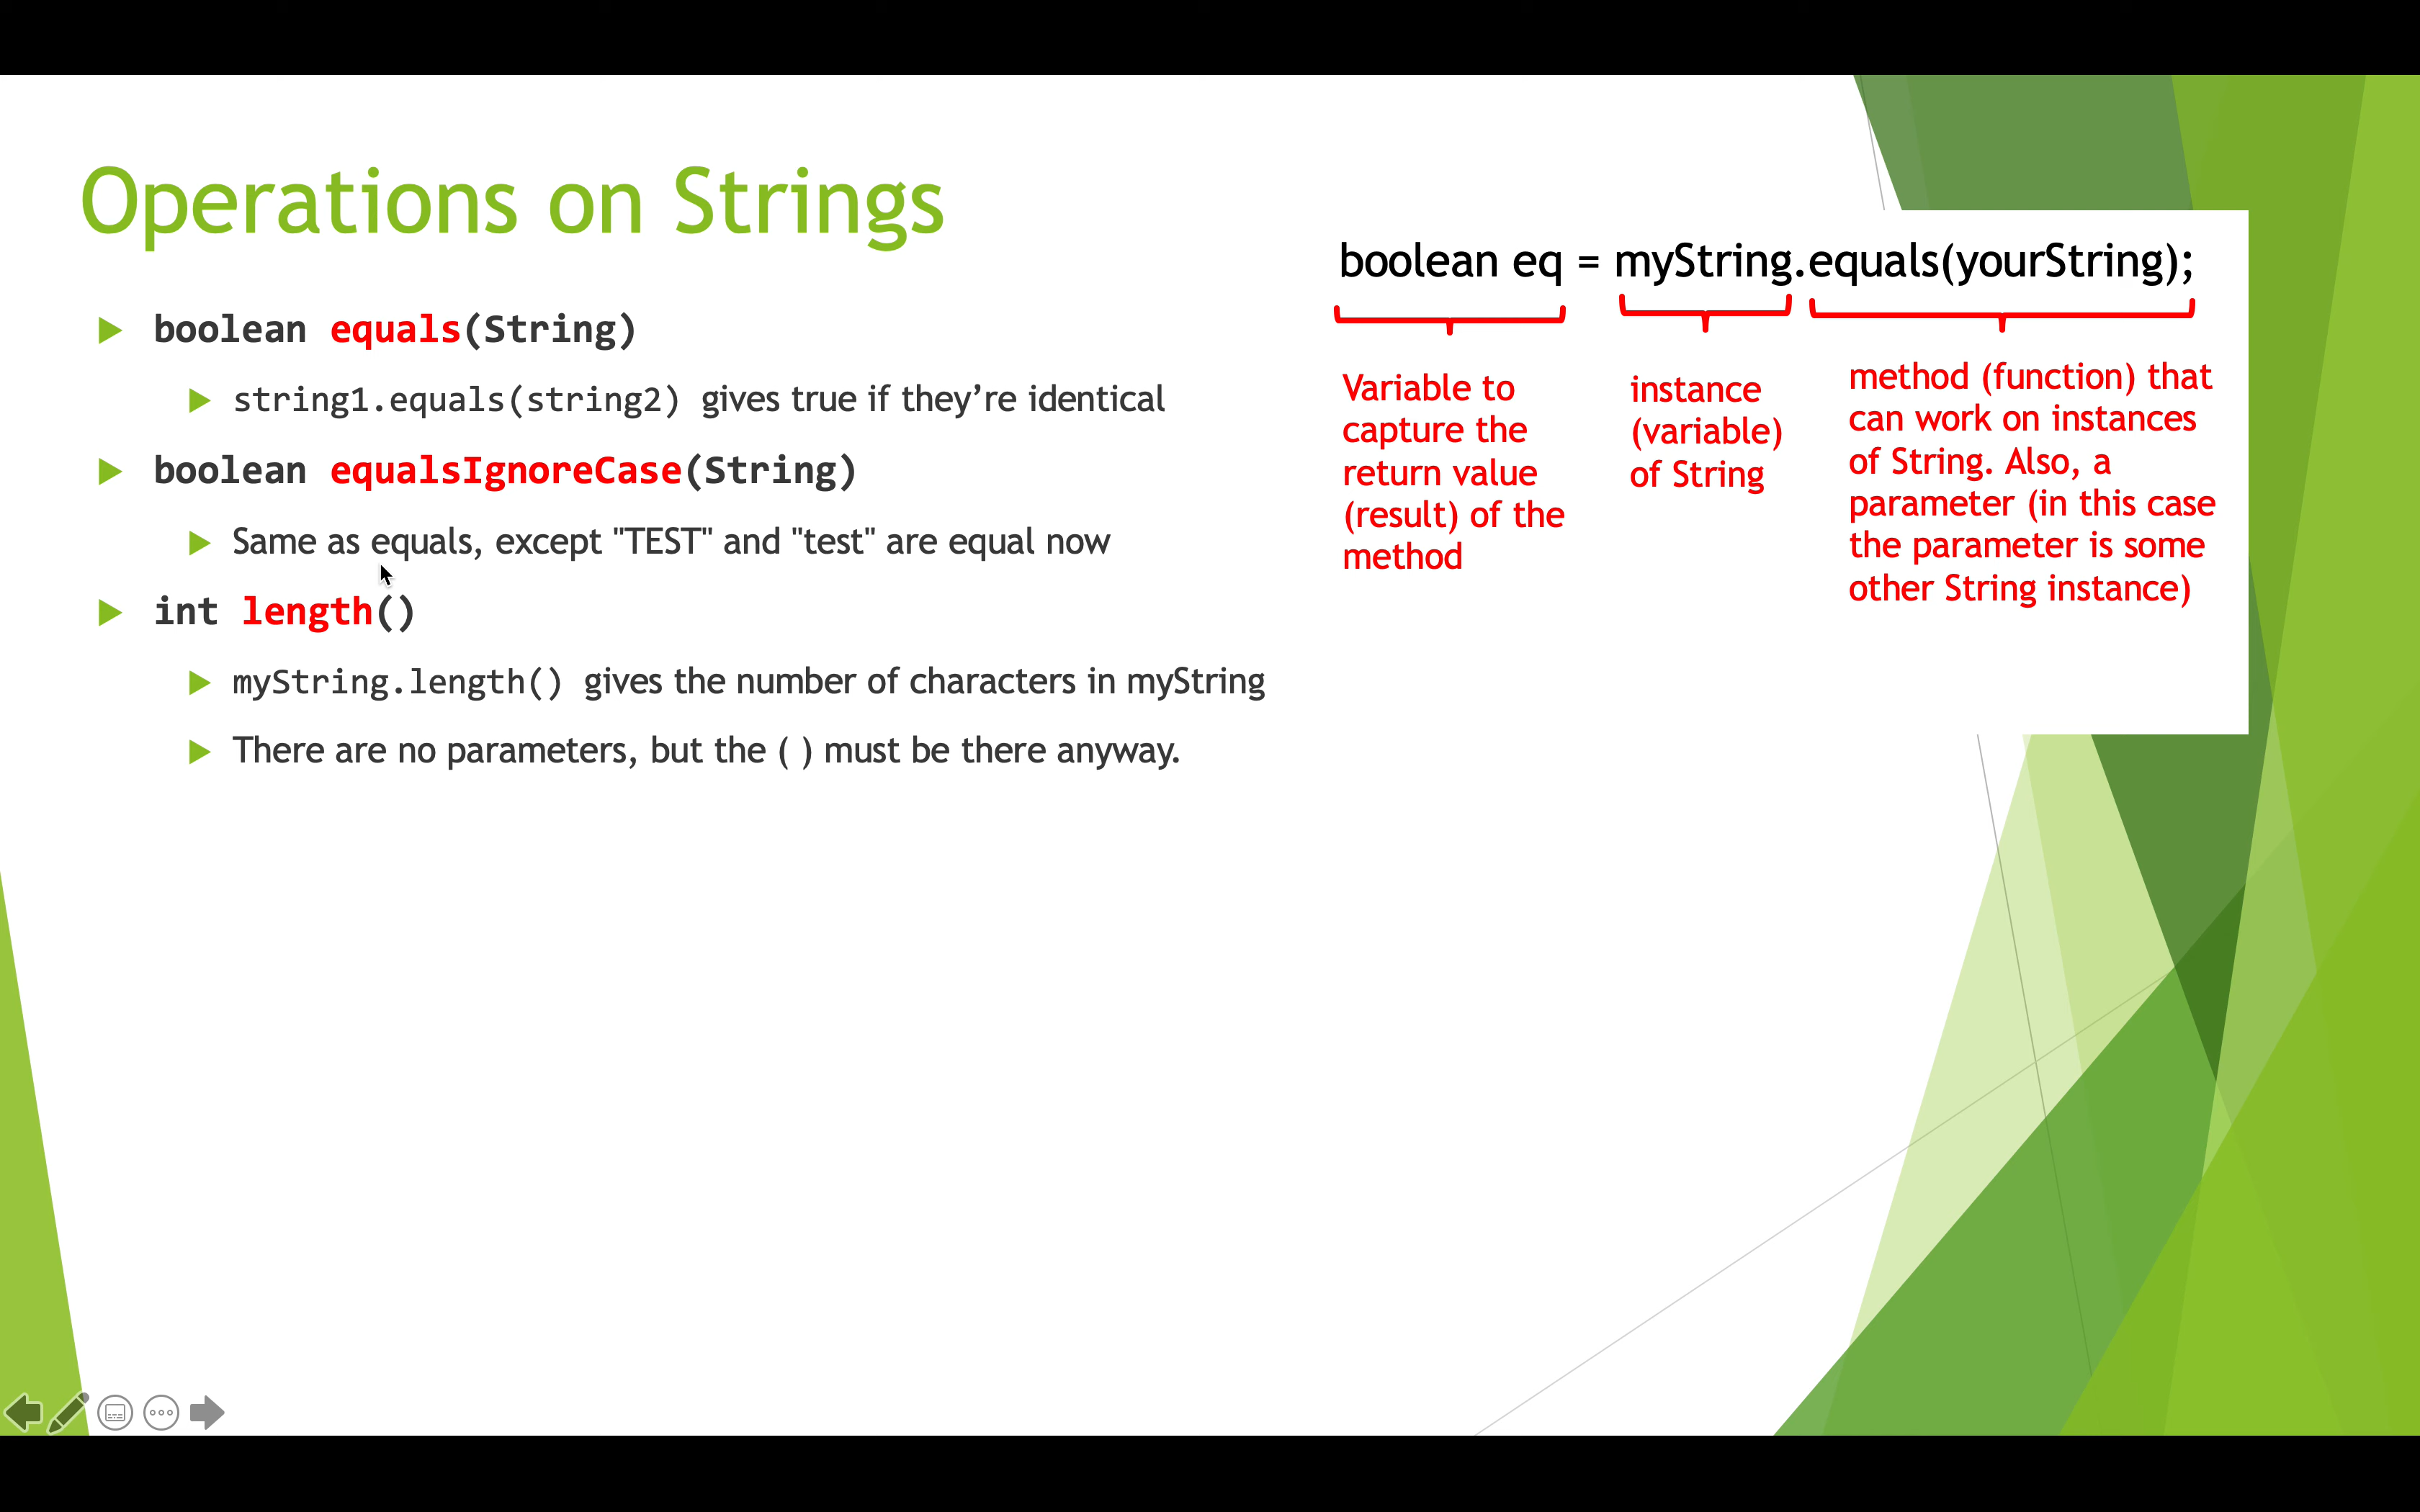 Operations on Strings
boolean equals(String)
string1.equals(string2) gives true if they’re identical
boolean equalsIgnoreCase(String)
Same as equals, except "TEST" and "test" are equal now
int length()
myString.length() gives the number of characters in myString
There are no parameters, but the ( ) must be there anyway.
boolean eq = myString.equals(yourString);
Variable to
capture the
return value
(result) of the
method
instance
(variable)
of String
method (function) that
can work on instances
of String. Also, a
parameter (in this case
the parameter is some
other String instance)